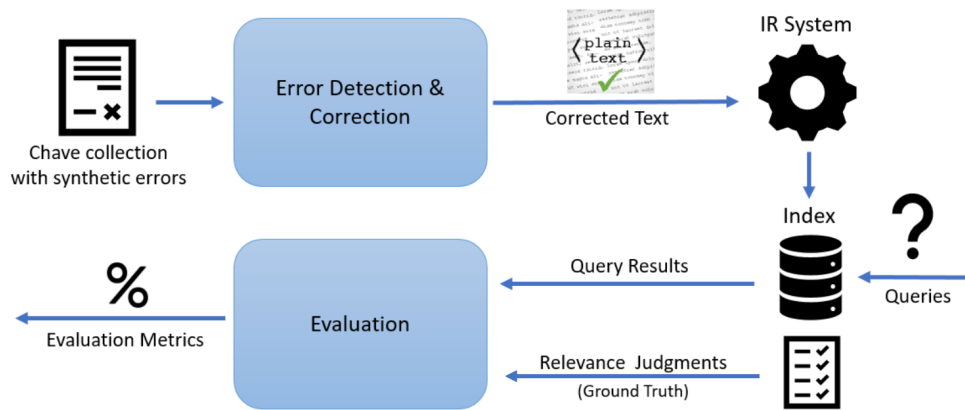 IR System
plain
text
Error Detection &
Correction
Corrected Text
Chave collection
with synthetic errors
Index
Query Results
Queries
%
Evaluation Metrics
Evaluation
Relevance Judgments
(Ground Truth)